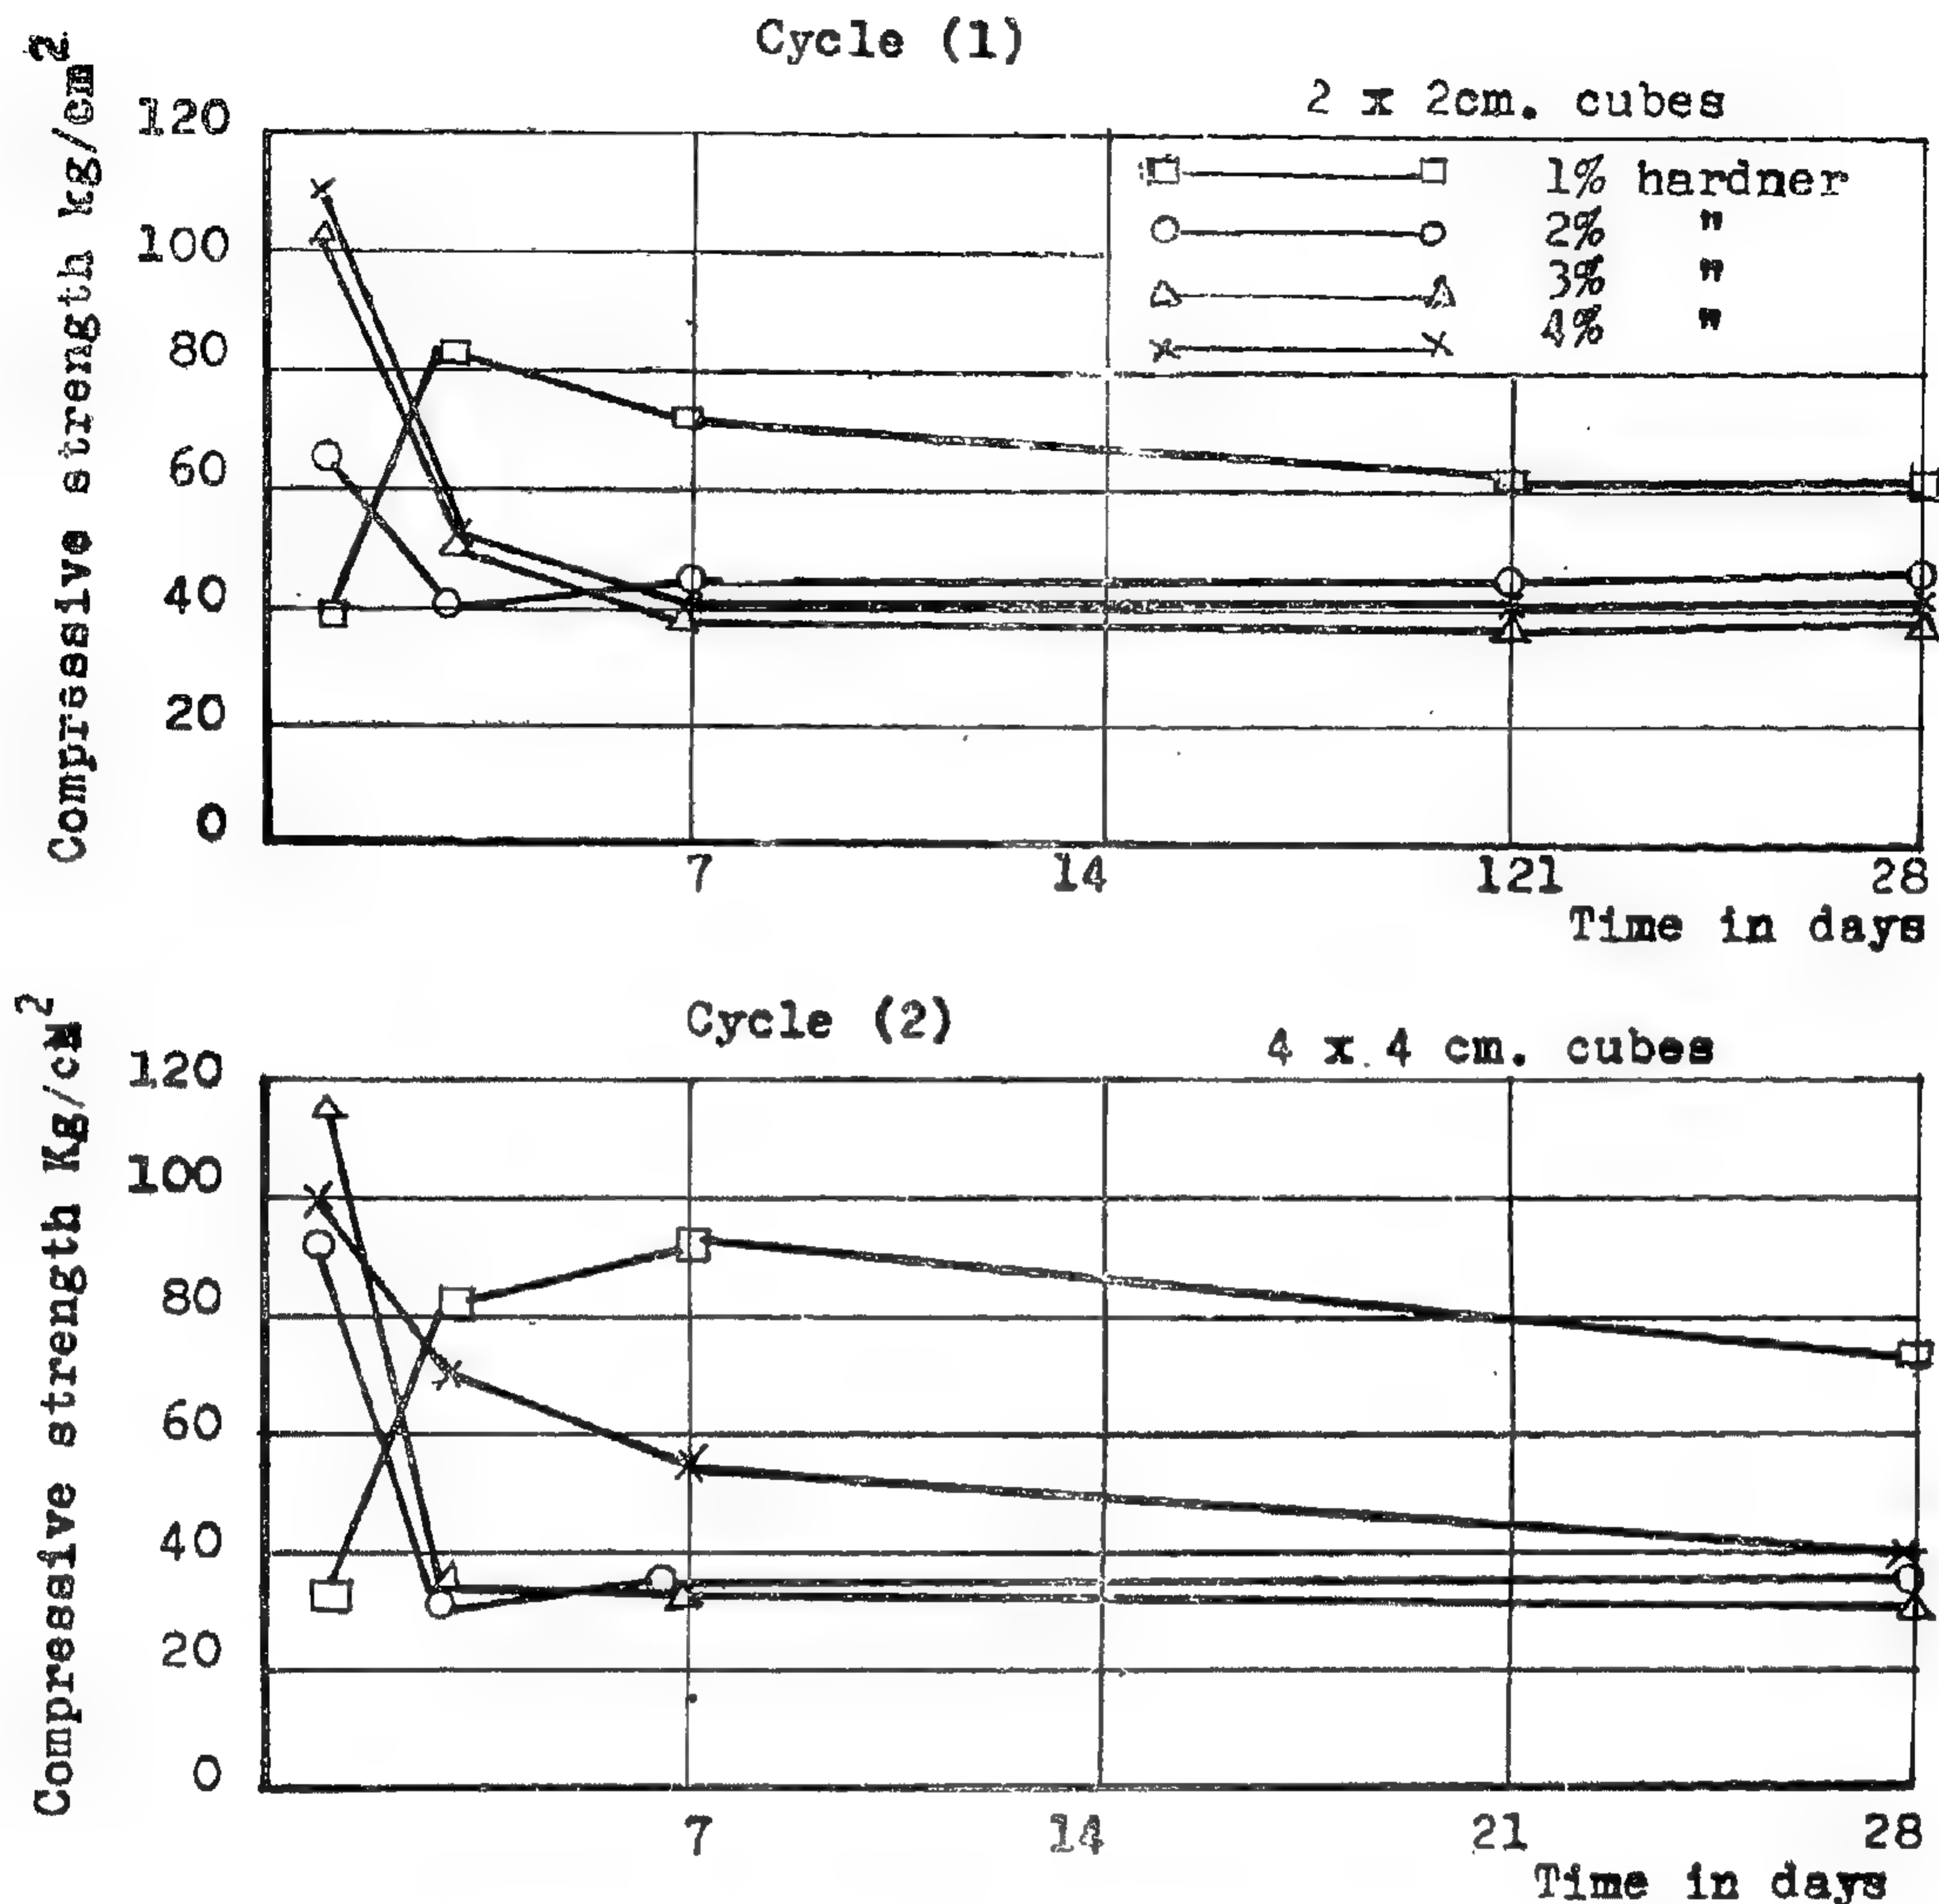 Cycle (1)
2 x 2cm. cubes
Compressive strength kg/cm²
120
100
80
60
40
20
0
1% hardner
2% "
3% "
4% "
7 14 121 28
Time in days
Cycle (2)
4 x 4 cm. cubes
Compressive strength Kg/cm²
120
100
80
60
40
20
0
7 14 21 28
Time in days